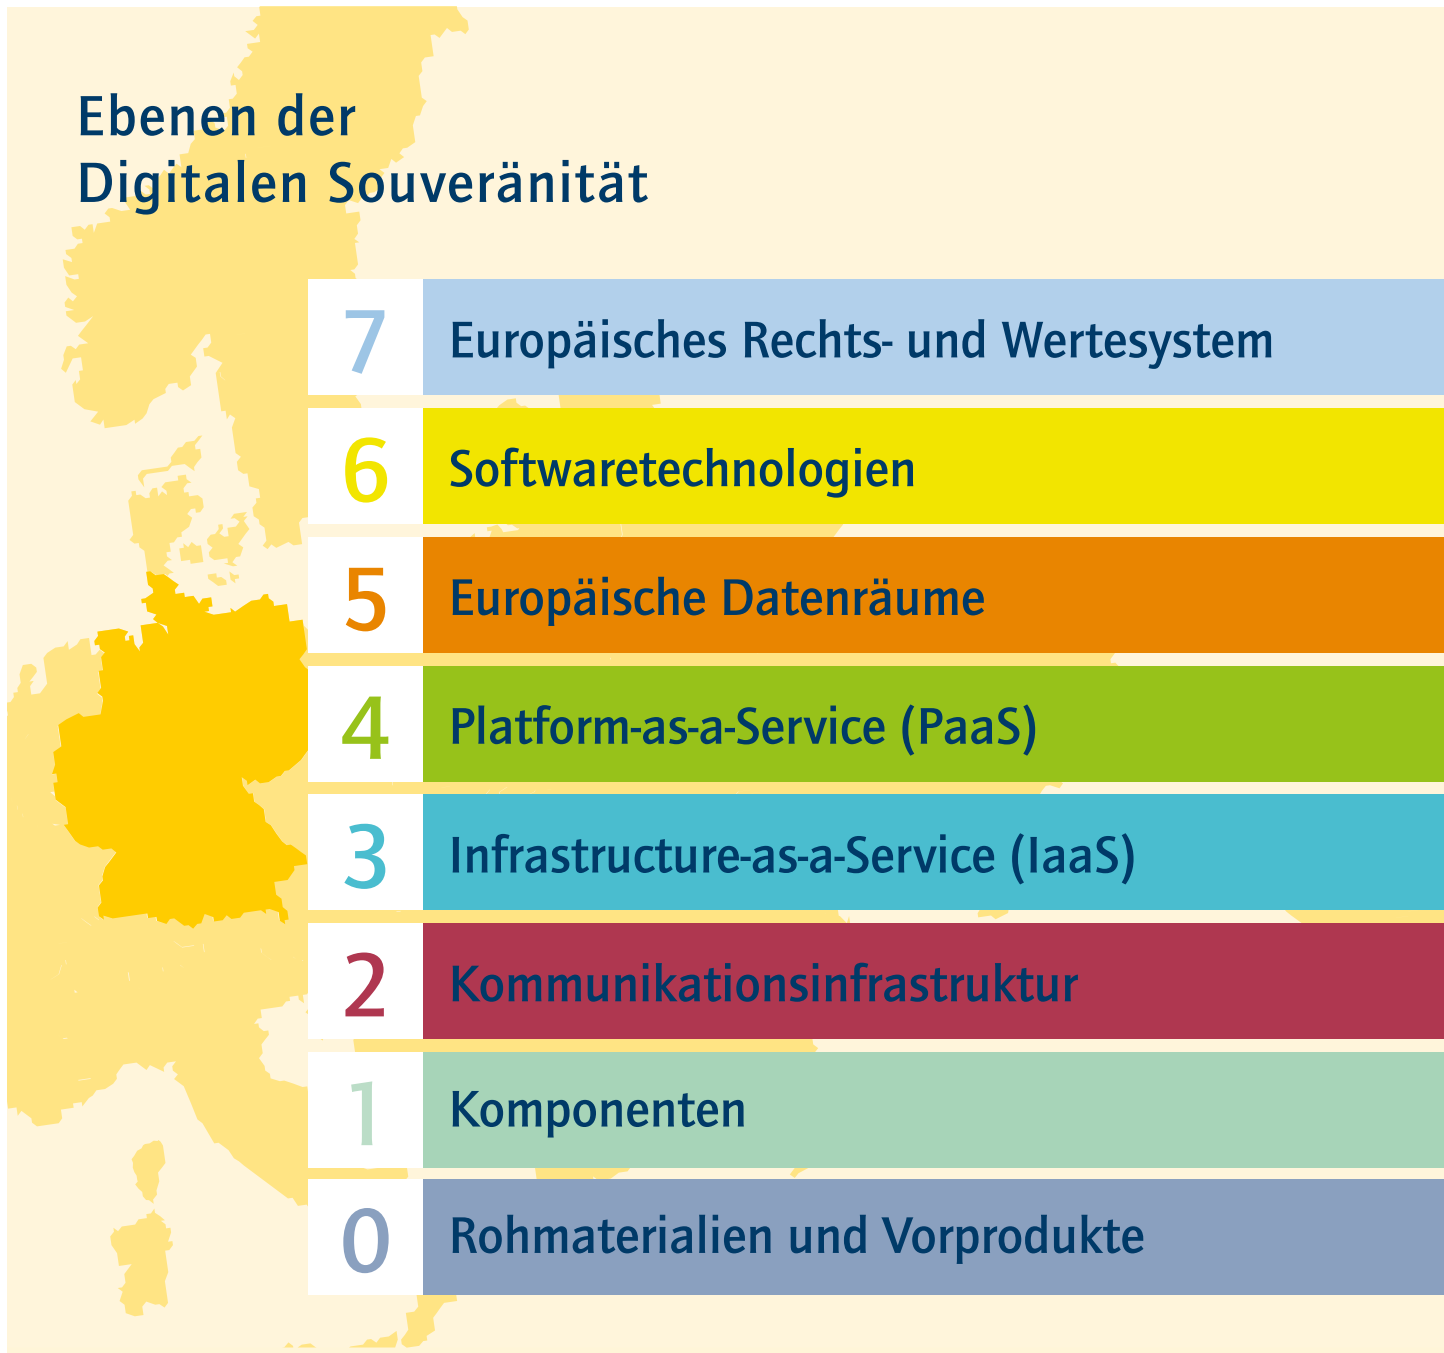 Ebenen der
Digitalen Souveränität
7 Europäisches Rechts- und Wertesystem
6 Softwaretechnologien
5 Europäische Datenräume
4 Platform-as-a-Service (PaaS)
3 Infrastructure-as-a-Service (IaaS)
2 Kommunikationsinfrastruktur
1 Komponenten
0 Rohmaterialien und Vorprodukte